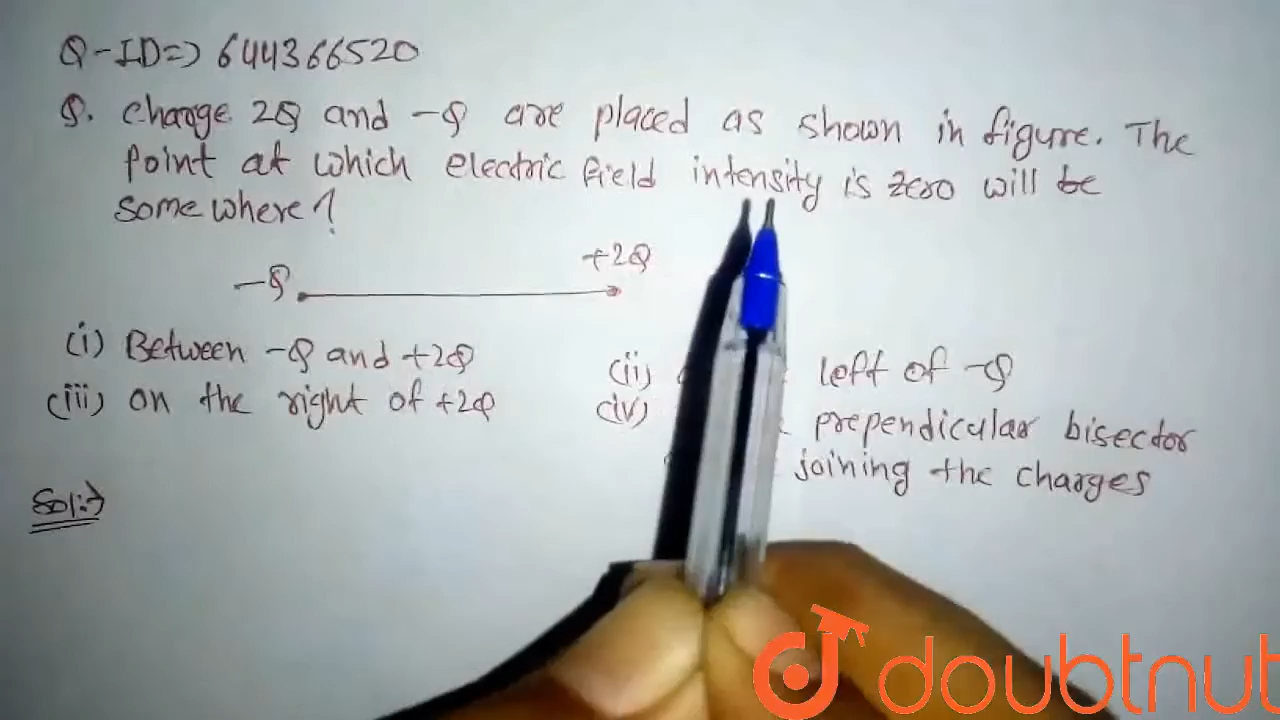 Q-ID=> 644366520
Q. Charge 2Q and -Q are placed as shown in figure. The
point at which electric field intensity is zero will be
somewhere?
-Q
+2Q
(i) Between -Q and +2Q
(ii) left of -Q
(iii) on the right of +2Q
(iv) prependicular bisector
joining the charges
Sol:→
doubtnut